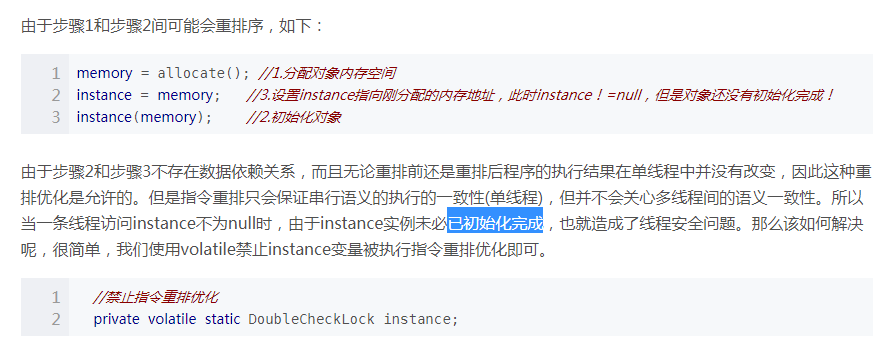 由于步骤1和步骤2间可能会重排序，如下：
1 memory = allocate(); //1.分配对象内存空间
2 instance = memory; //3.设置instance指向刚分配的内存地址，此时instance！=null，但是对象还没有初始化完成！
3 instance(memory); //2.初始化对象
由于步骤2和步骤3不存在数据依赖关系，而且无论重排前还是重排后程序的执行结果在单线程中并没有改变，因此这种重
排优化是允许的。但是指令重排只会保证串行语义的执行的一致性(单线程)，但并不会关心多线程间的语义一致性。所以
当一条线程访问instance不为null时，由于instance实例未必已初始化完成，也就造成了线程安全问题。那么该如何解决
呢，很简单，我们使用volatile禁止instance变量被执行指令重排优化即可。
1 //禁止指令重排优化
2 private volatile static DoubleCheckLock instance;